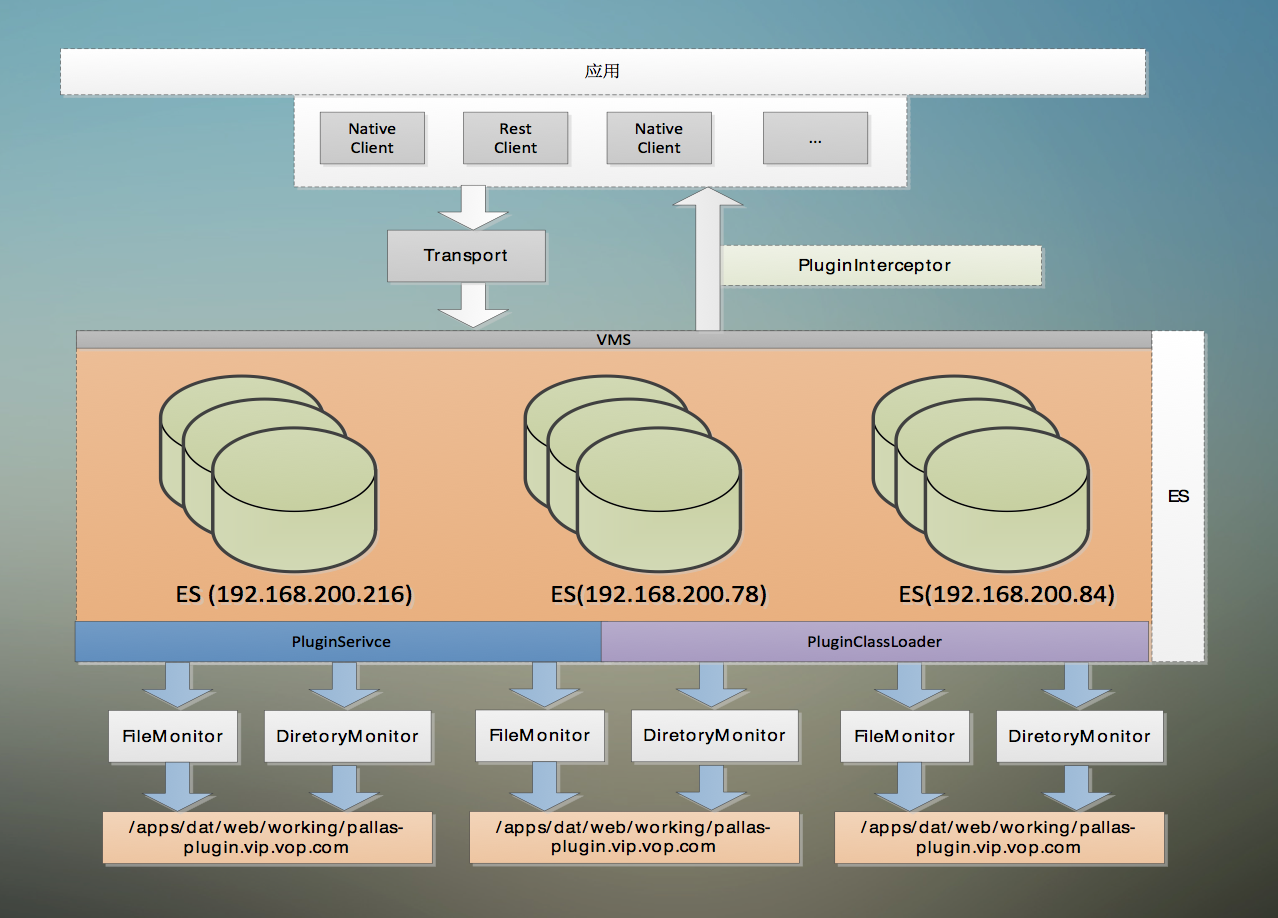 应用
Native
Client
Rest
Client
Native
Client
...
Transport
PluginInterceptor
VMS
ES
ES (192.168.200.216)
ES(192.168.200.78)
ES(192.168.200.84)
PluginSerivce
PluginClassLoader
FileMonitor
DiretoryMonitor
FileMonitor
DiretoryMonitor
FileMonitor
DiretoryMonitor
/apps/dat/web/working/pallas-
plugin.vip.vop.com
/apps/dat/web/working/pallas-
plugin.vip.vop.com
/apps/dat/web/working/pallas-
plugin.vip.vop.com